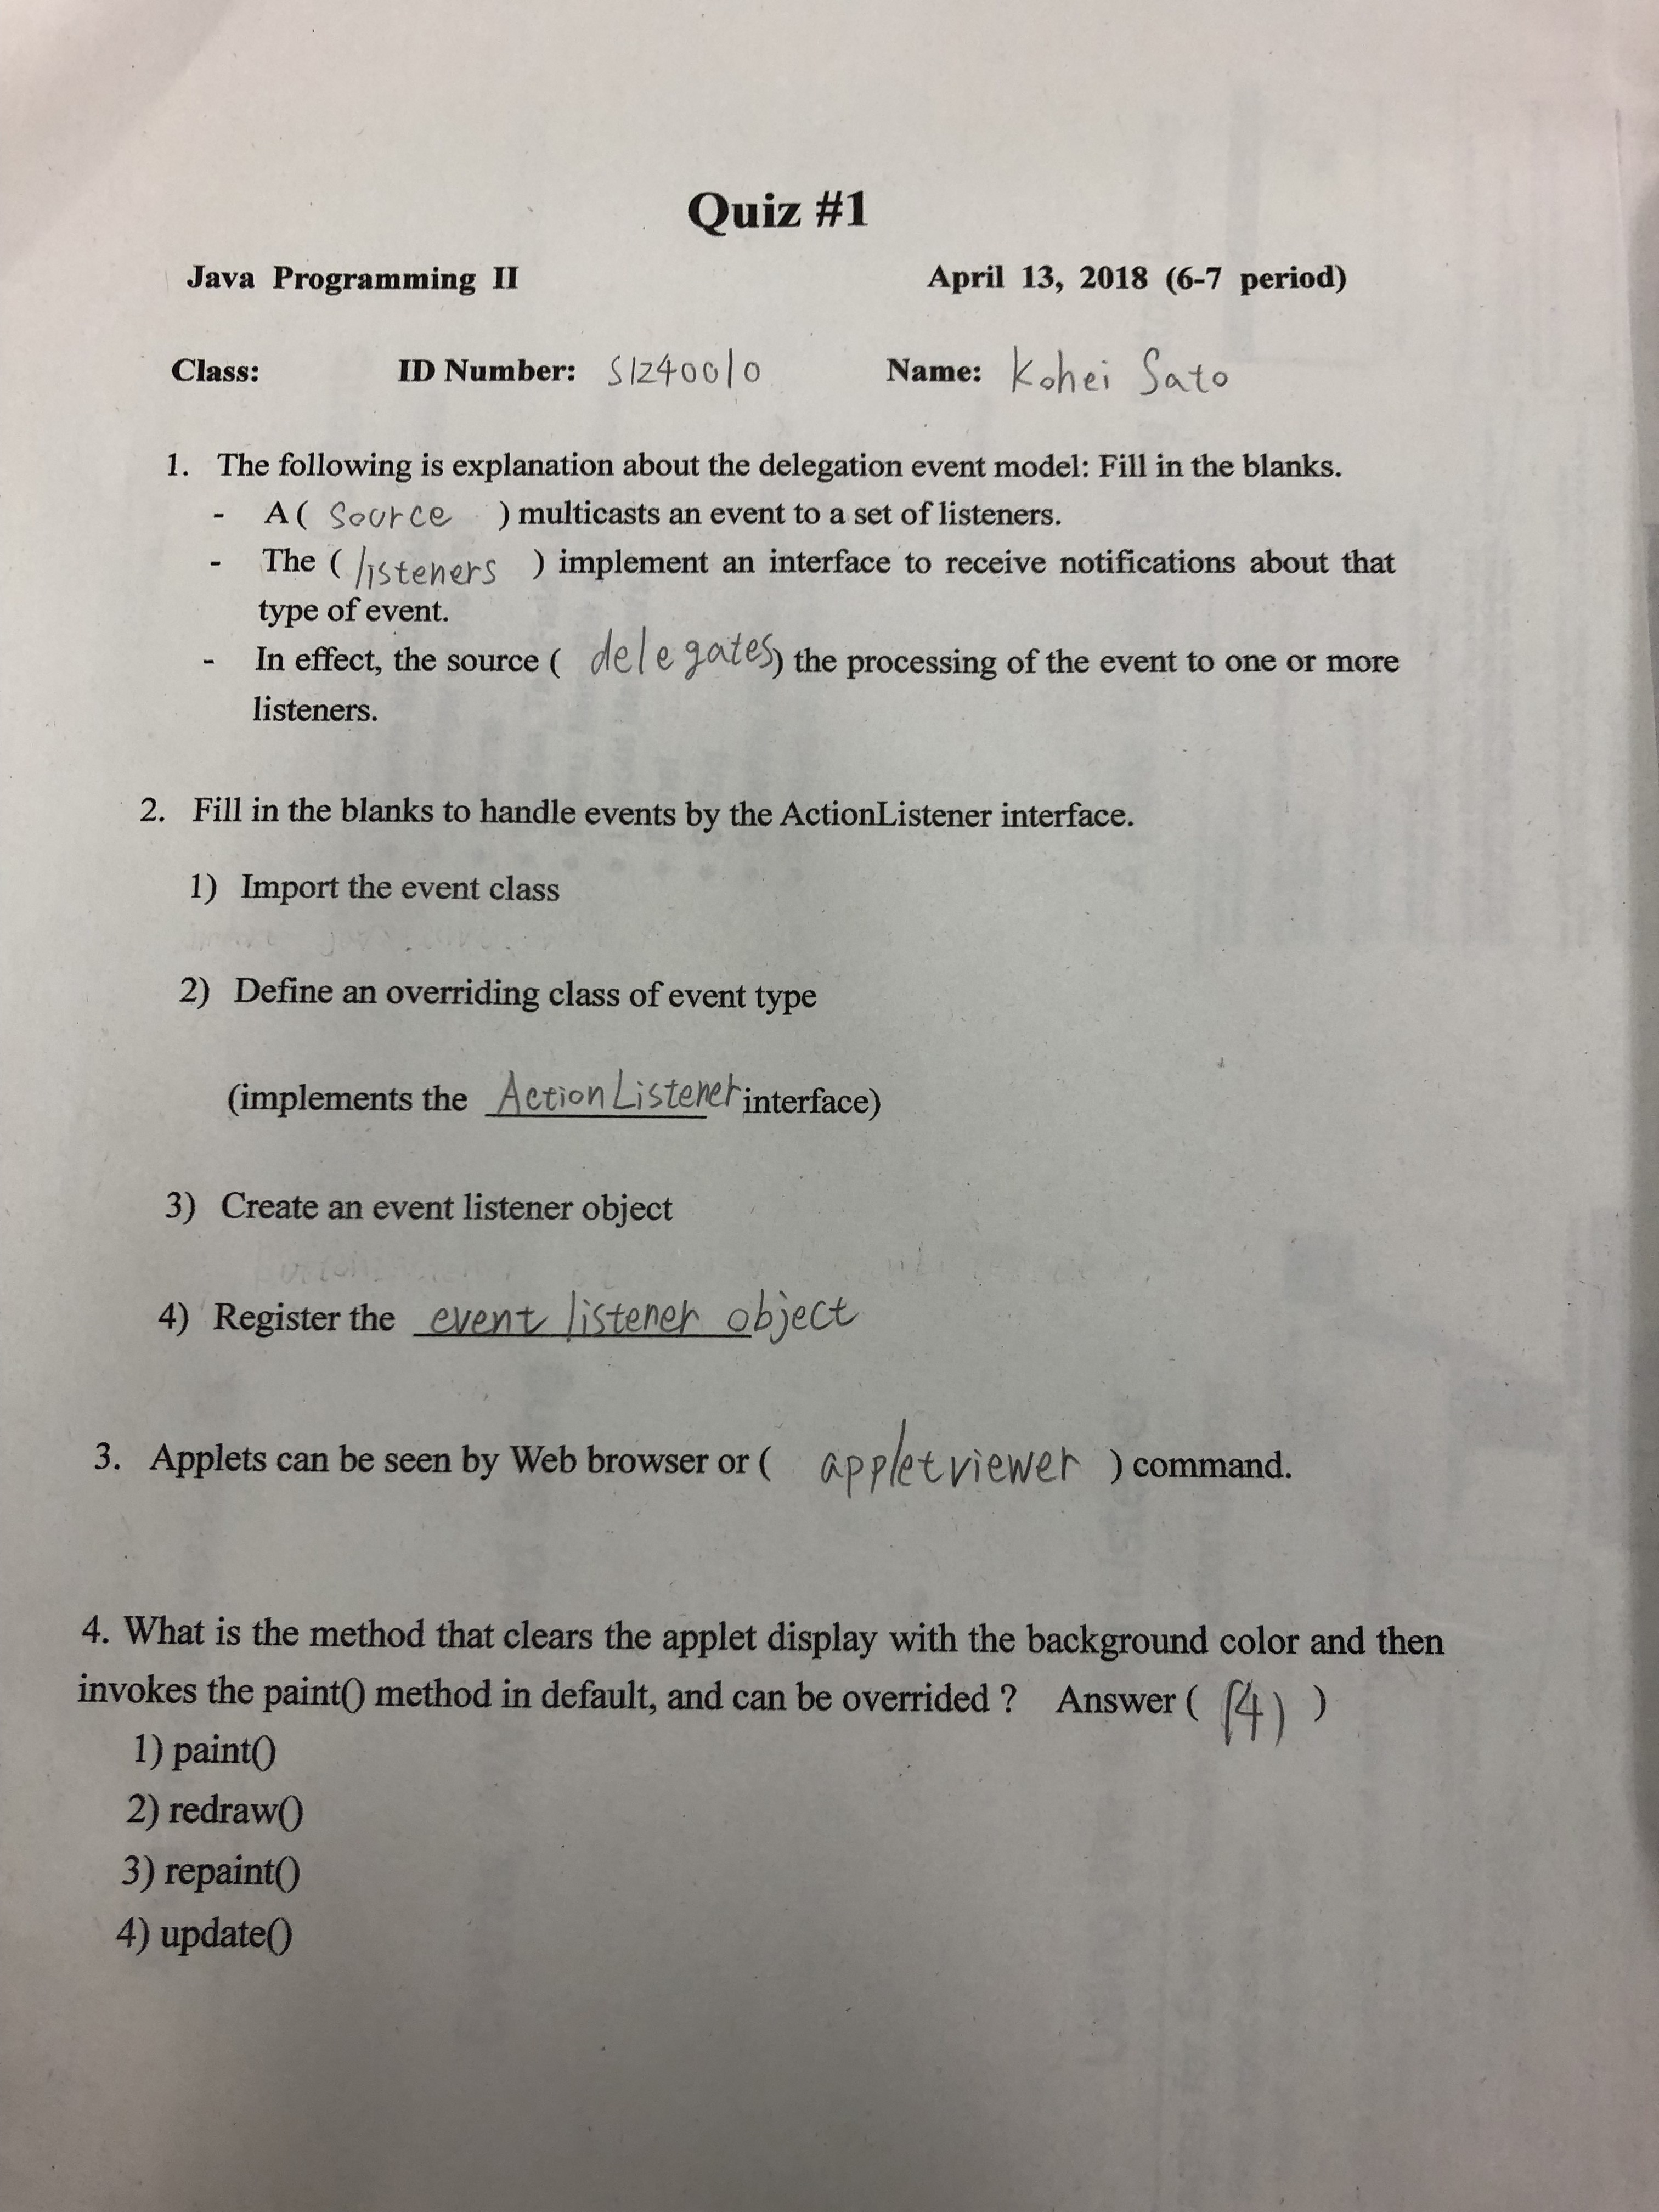 Quiz #1
Java Programming II April 13, 2018 (6-7 period)
Class: ID Number: S1240010 Name: Kohei Sato
1. The following is explanation about the delegation event model: Fill in the blanks.
- A ( Source ) multicasts an event to a set of listeners.
- The ( listeners ) implement an interface to receive notifications about that
type of event.
- In effect, the source ( delegates ) the processing of the event to one or more
listeners.
2. Fill in the blanks to handle events by the ActionListener interface.
1) Import the event class
2) Define an overriding class of event type
(implements the ActionListener interface)
3) Create an event listener object
4) Register the event listener object
3. Applets can be seen by Web browser or ( appletviewer ) command.
4. What is the method that clears the applet display with the background color and then
invokes the paint() method in default, and can be overrided ? Answer ( (4) )
1) paint()
2) redraw()
3) repaint()
4) update()